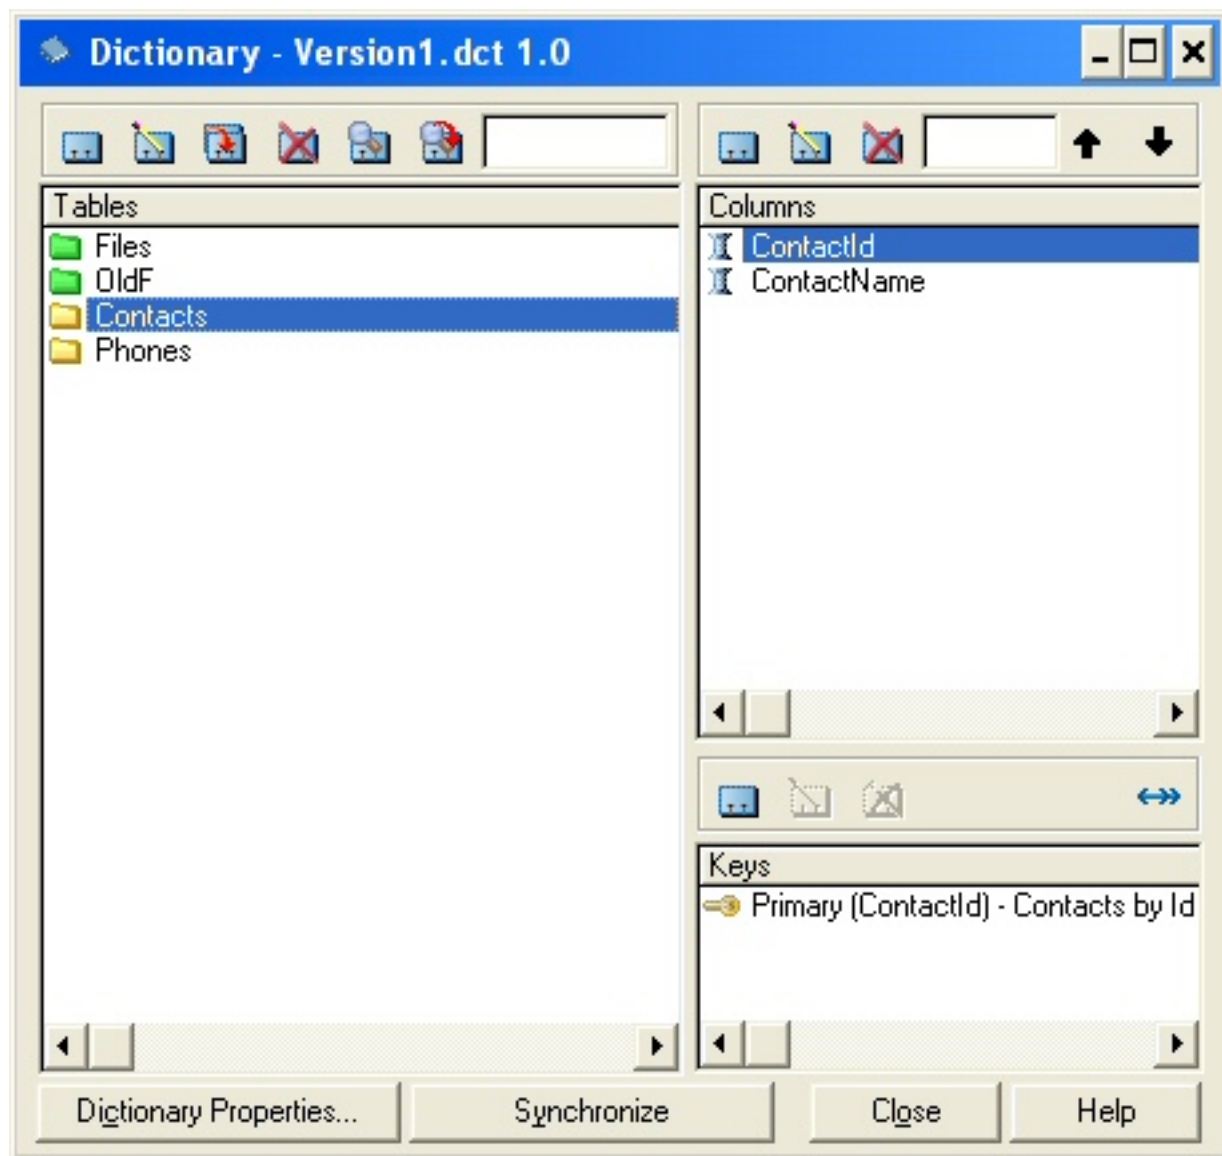 Dictionary - Version1.dct 1.0
Tables
Files
OldF
Contacts
Phones
Columns
ContactId
ContactName
Keys
Primary (ContactId) - Contacts by Id
Dictionary Properties...
Synchronize
Close
Help